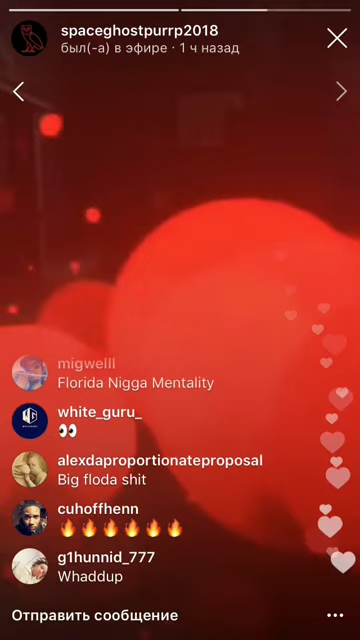 spaceghostpurrp2018
был(-а) в эфире · 1 ч назад
migwelll
Florida Nigga Mentality
white_guru_
👀
alexdaproportionateproposal
Big floda shit
cuhoffhenn
🔥🔥🔥🔥🔥🔥
g1hunnid_777
Whaddup
Отправить сообщение